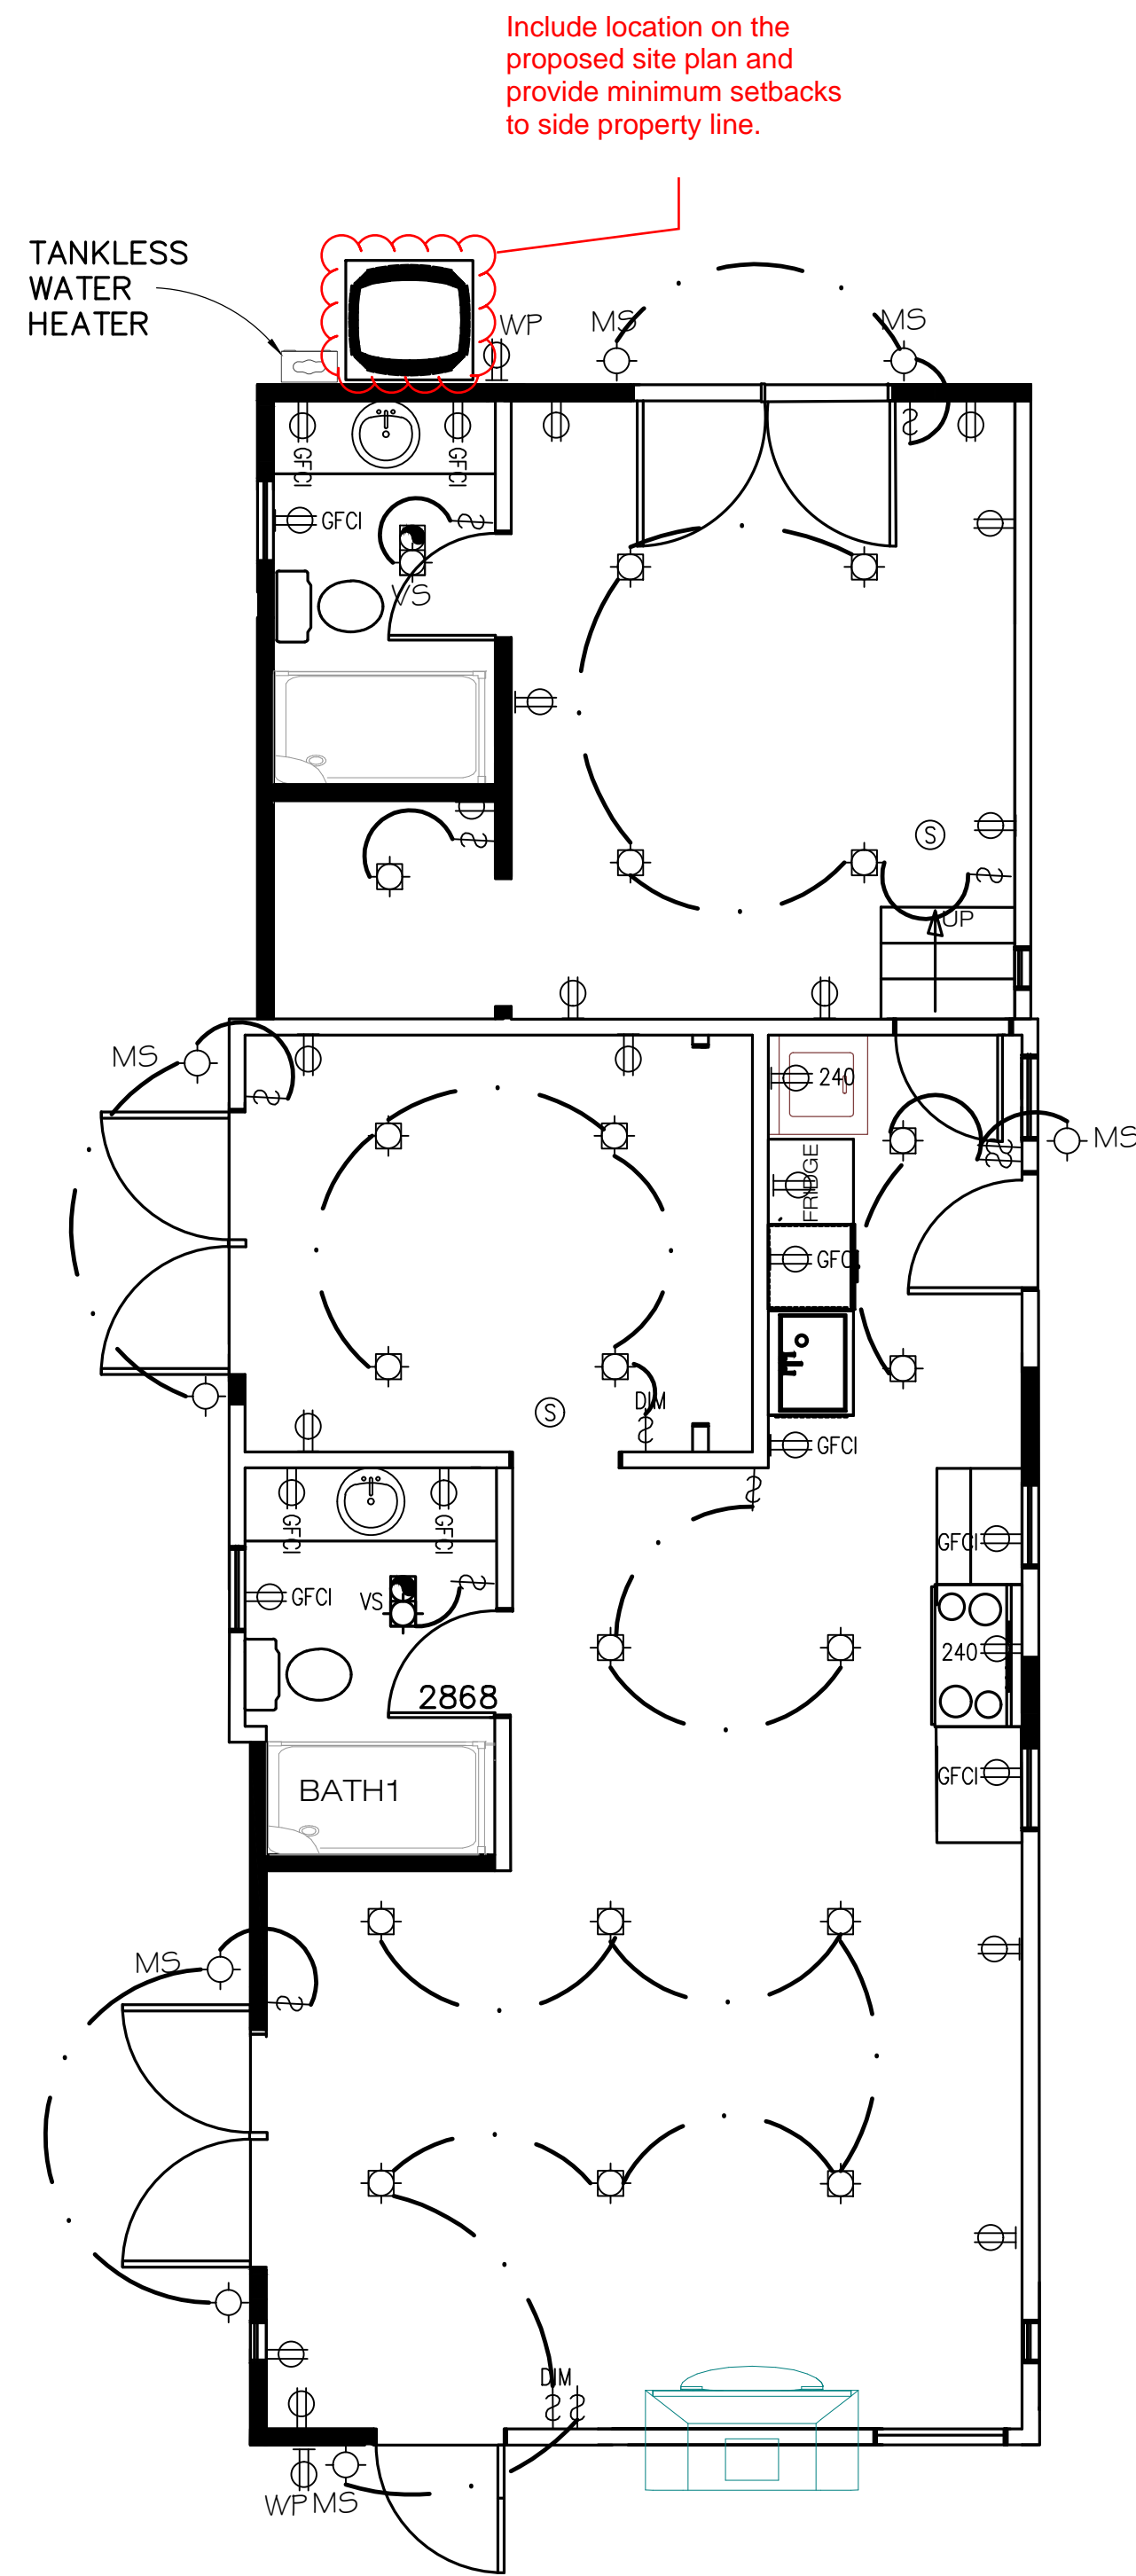 Include location on the
proposed site plan and
provide minimum setbacks
to side property line.
TANKLESS
WATER
HEATER
WP
MS
MS
GFCI
GFCI
GFCI
VS
S
UP
MS
240
MS
FRIDGE
GFCI
DIM
S
GFCI
GFCI
GFCI
GFCI
GFCI
VS
240
2868
GFCI
BATH1
MS
DIM
WP
MS